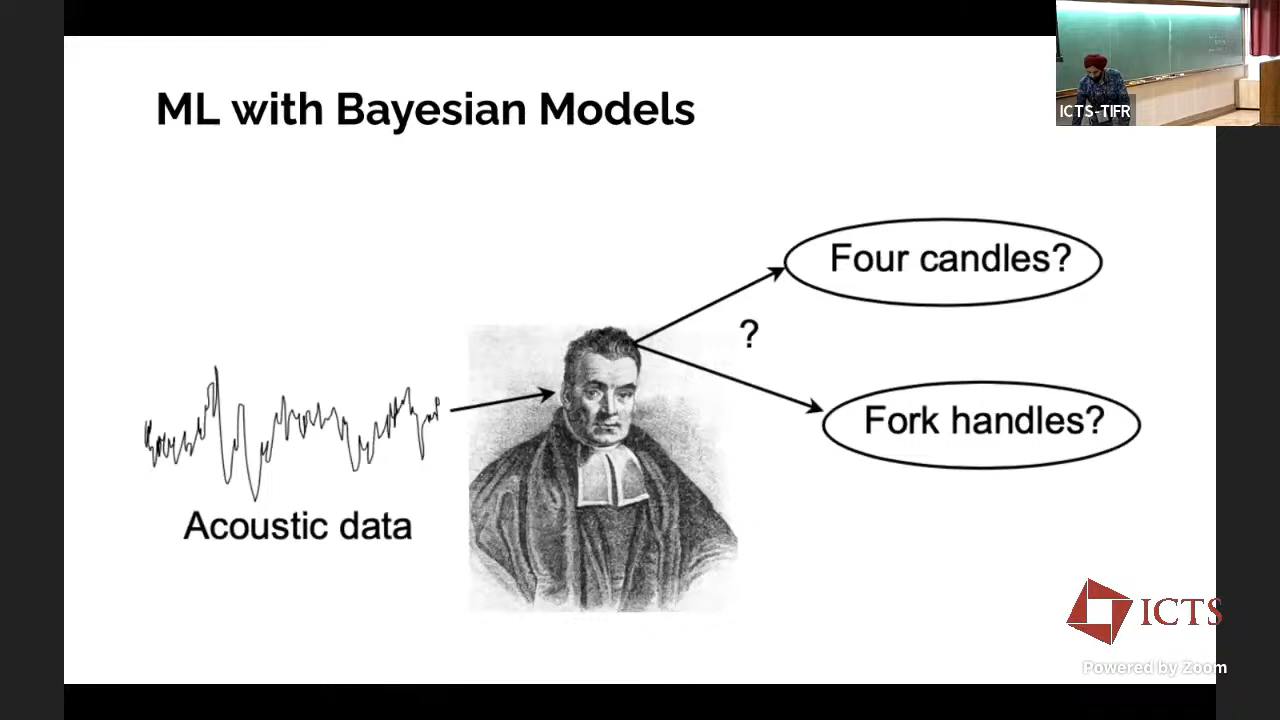 ML with Bayesian Models
ICTS-TIFR
Four candles?
?
Fork handles?
Acoustic data
ICTS
Powered by Zoom